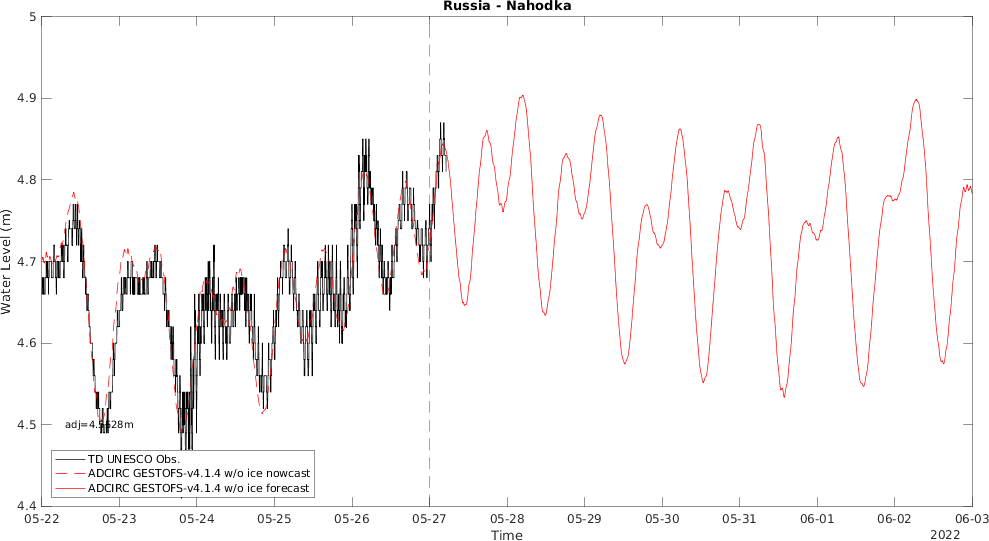 Russia - Nahodka
5
4.9
4.8
4.7
4.6
4.5
4.4
Water Level (m)
TD UNESCO Obs.
ADCIRC GESTOFS-v4.1.4 w/o ice nowcast
ADCIRC GESTOFS-v4.1.4 w/o ice forecast
05-22 05-23 05-24 05-25 05-26 05-27 05-28 05-29 05-30 05-31 06-01 06-02 06-03
Time
2022